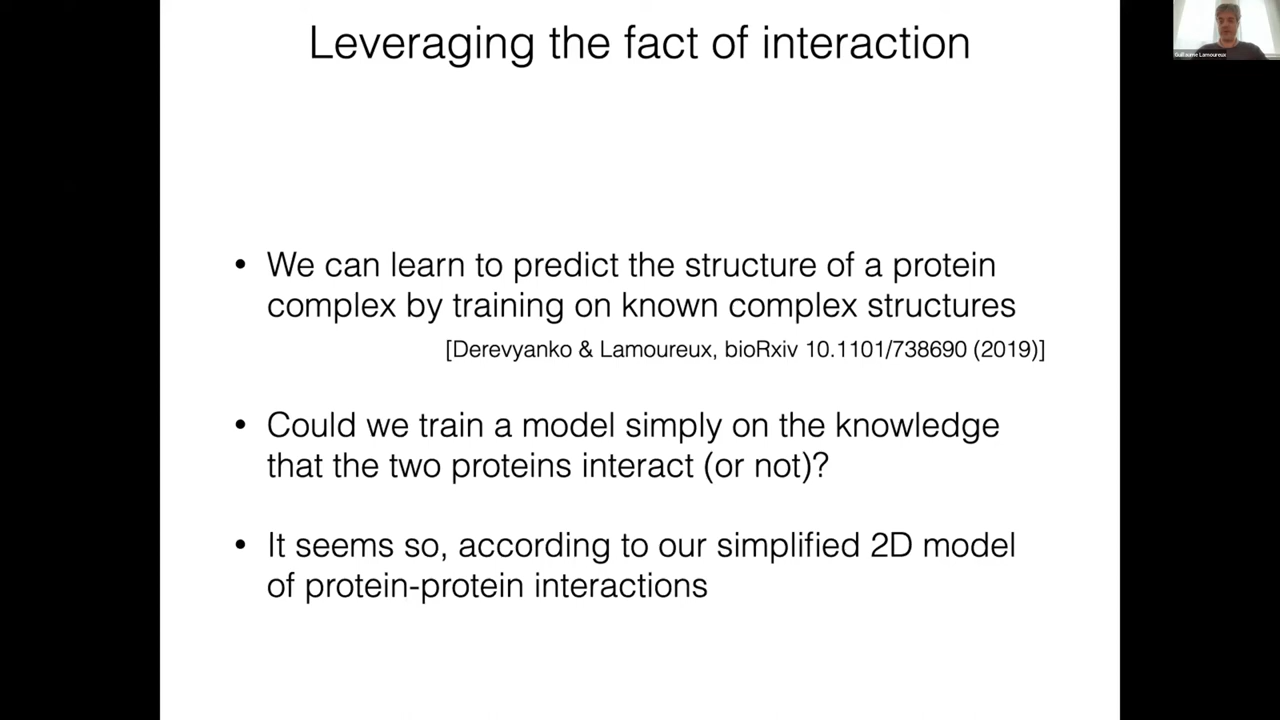 Leveraging the fact of interaction
Guillaume Lamoureux
• We can learn to predict the structure of a protein
complex by training on known complex structures
[Derevyanko & Lamoureux, bioRxiv 10.1101/738690 (2019)]
• Could we train a model simply on the knowledge
that the two proteins interact (or not)?
• It seems so, according to our simplified 2D model
of protein-protein interactions